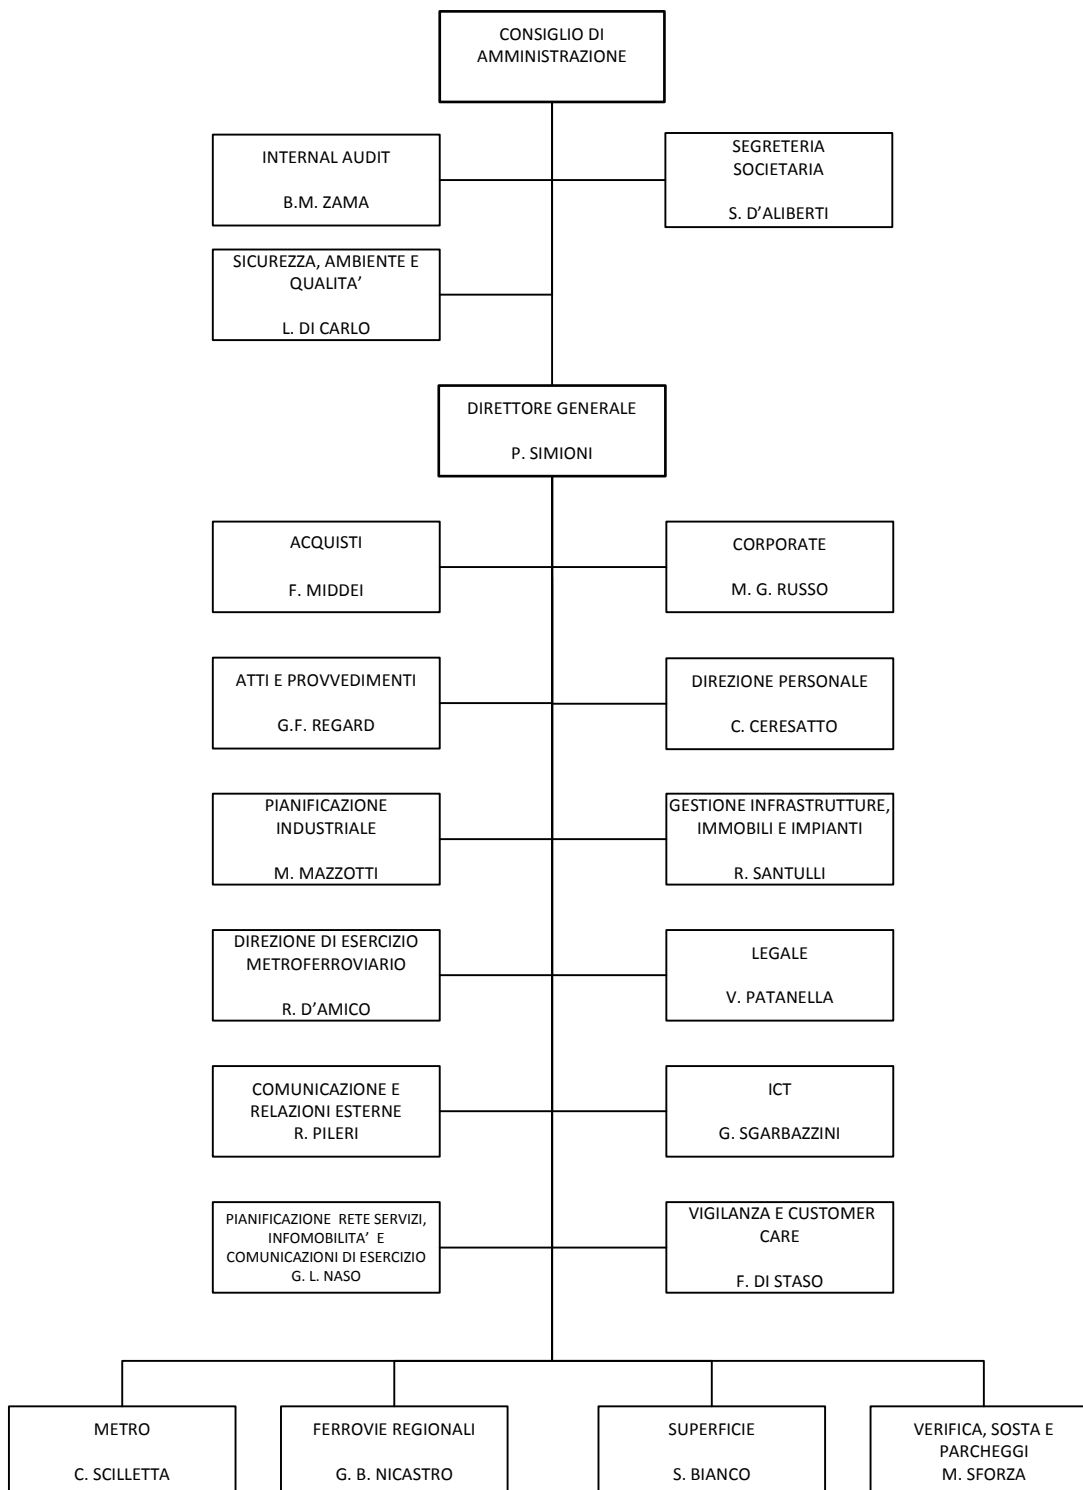 CONSIGLIO DI
AMMINISTRAZIONE
INTERNAL AUDIT
B.M. ZAMA
SEGRETERIA
SOCIETARIA
S. D’ALIBERTI
SICUREZZA, AMBIENTE E
QUALITA’
L. DI CARLO
DIRETTORE GENERALE
P. SIMIONI
ACQUISTI
F. MIDDEI
CORPORATE
M. G. RUSSO
ATTI E PROVVEDIMENTI
G.F. REGARD
DIREZIONE PERSONALE
C. CERESATTO
PIANIFICAZIONE
INDUSTRIALE
M. MAZZOTTI
GESTIONE INFRASTRUTTURE,
IMMOBILI E IMPIANTI
R. SANTULLI
DIREZIONE DI ESERCIZIO
METROFERROVIARIO
R. D’AMICO
LEGALE
V. PATANELLA
COMUNICAZIONE E
RELAZIONI ESTERNE
R. PILERI
ICT
G. SGARBAZZINI
PIANIFICAZIONE RETE SERVIZI,
INFOMOBILITA’ E
COMUNICAZIONI DI ESERCIZIO
G. L. NASO
VIGILANZA E CUSTOMER
CARE
F. DI STASO
METRO
C. SCILLETTA
FERROVIE REGIONALI
G. B. NICASTRO
SUPERFICIE
S. BIANCO
VERIFICA, SOSTA E
PARCHEGGI
M. SFORZA